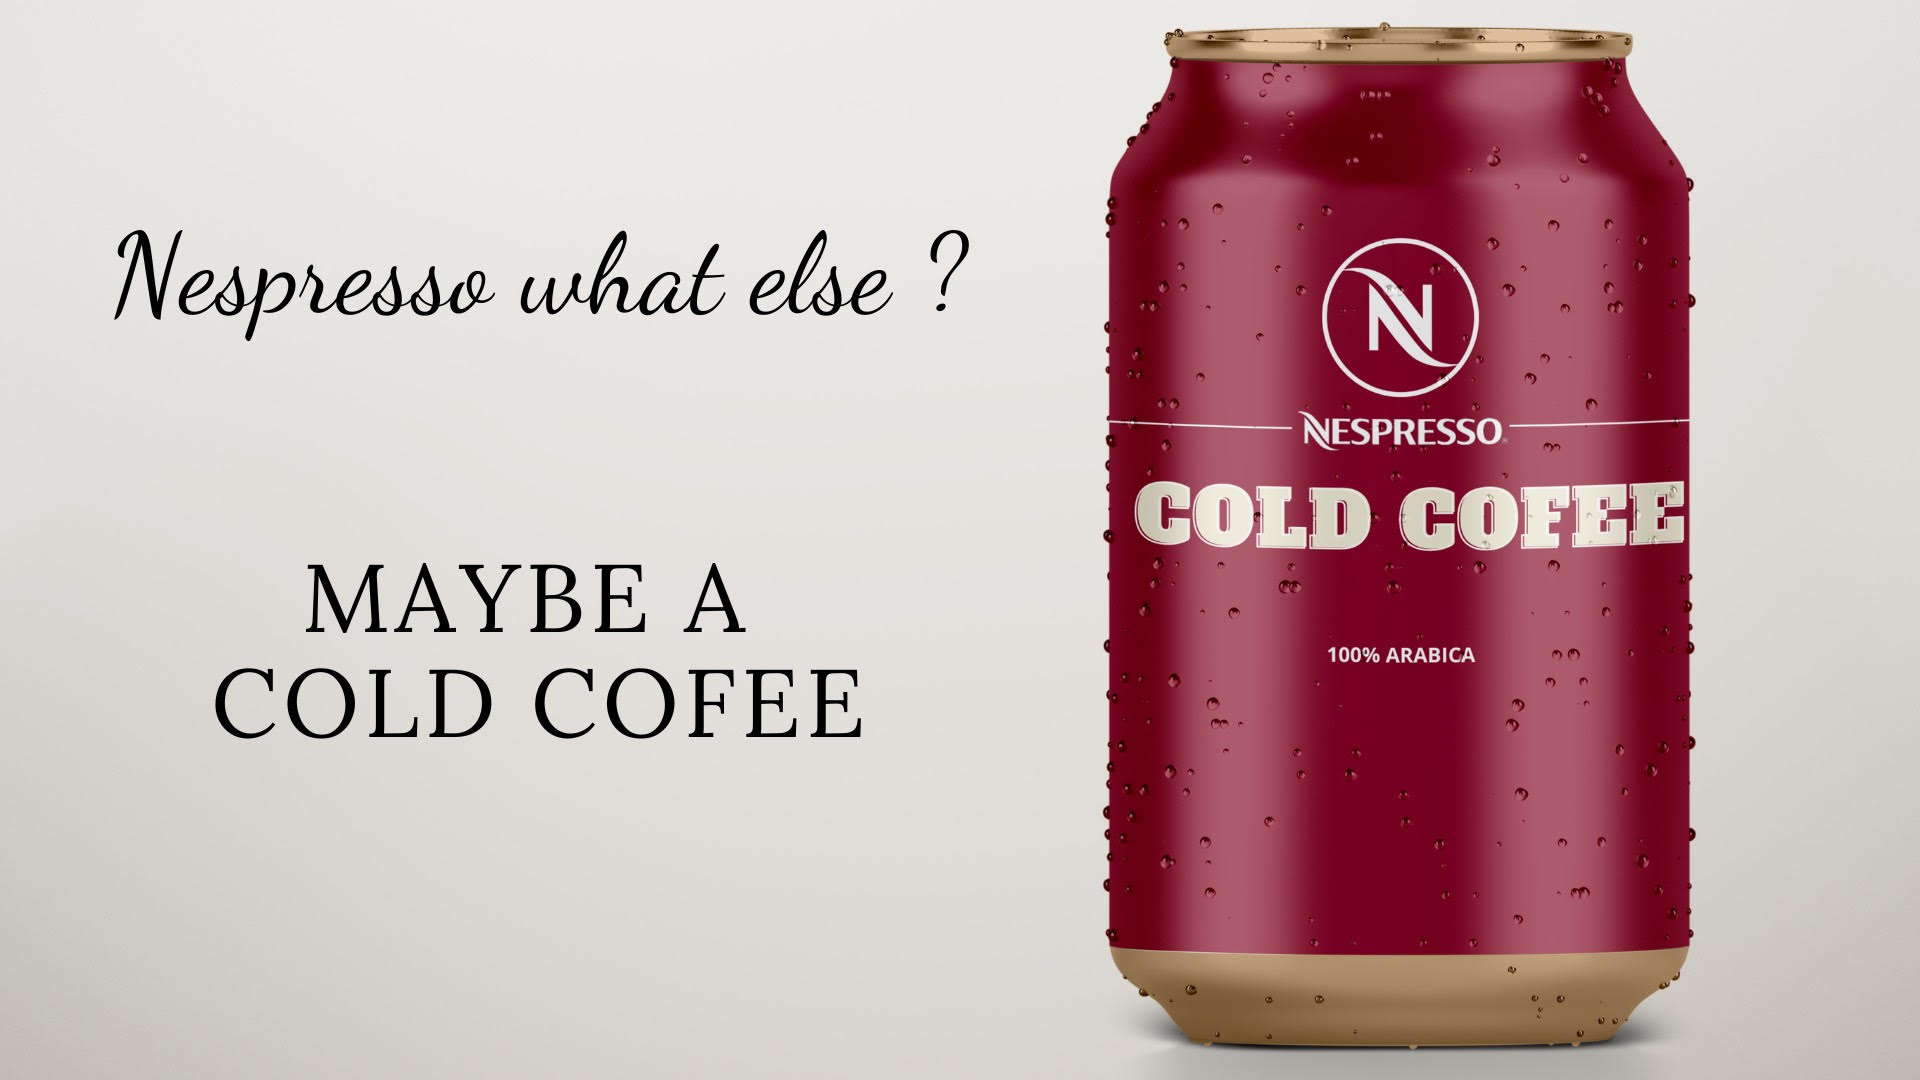 Nespresso what else ?
MAYBE A
COLD COFEE
N
NESPRESSO
COLD COFEE
100% ARABICA